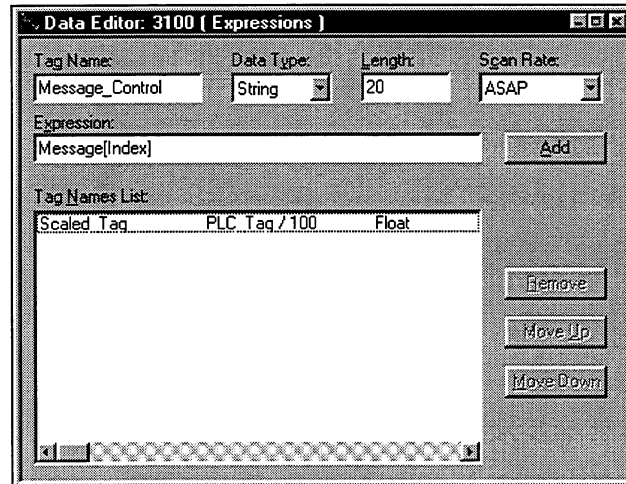 Data Editor: 3100 ( Expressions )
Tag Name: Data Type: Length: Scan Rate:
Message_Control String 20 ASAP
Expression:
Message[Index] Add
Tag Names List:
Scaled_Tag PLC_Tag / 100 Float
Remove
Move Up
Move Down